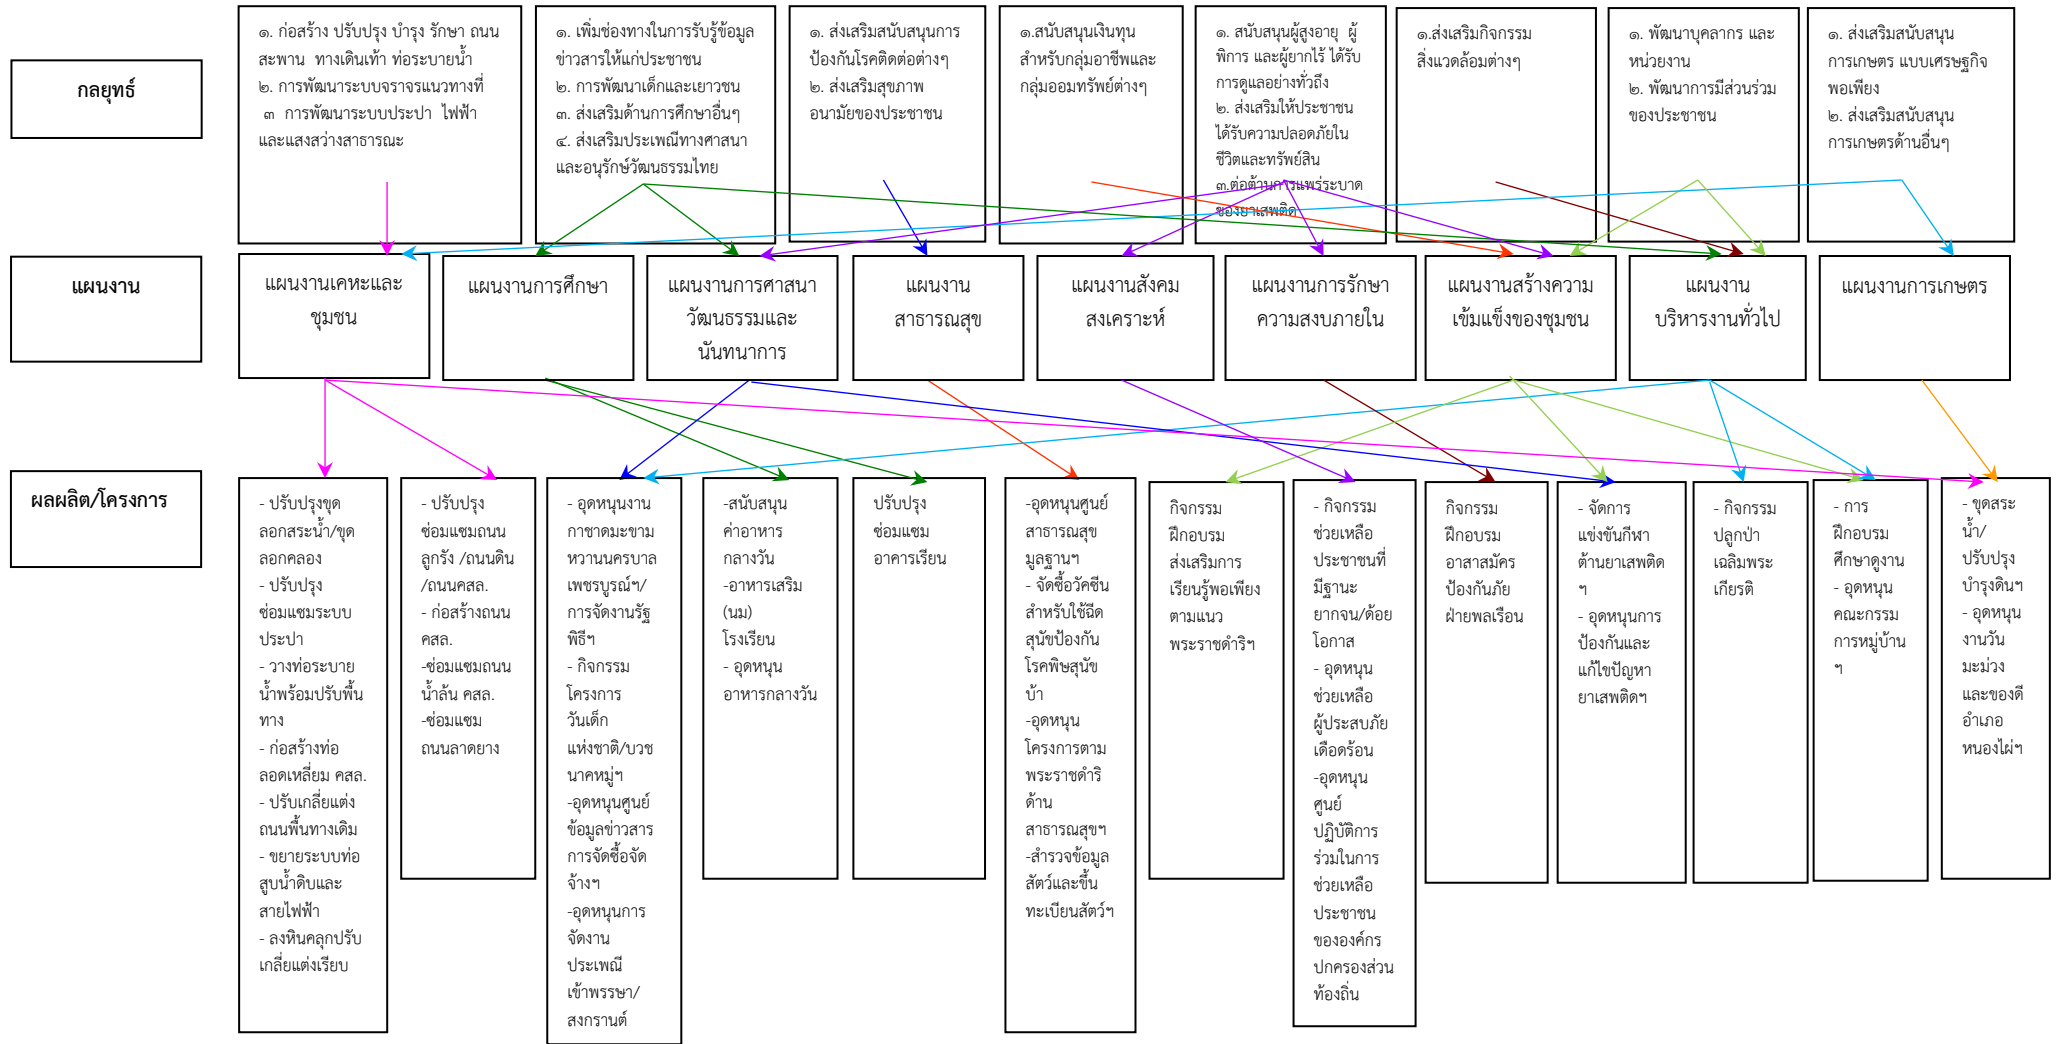 กลยุทธ์
๑. ก่อสร้าง ปรับปรุง บำรุง รักษา ถนน
สะพาน ทางเดินเท้า ท่อระบายน้ำ
๒. การพัฒนาระบบจราจรแนวทางที่
๓ การพัฒนาระบบประปา ไฟฟ้า
และแสงสว่างสาธารณะ
๑. เพิ่มช่องทางในการรับรู้ข้อมูล
ข่าวสารให้แก่ประชาชน
๒. การพัฒนาเด็กและเยาวชน
๓. ส่งเสริมด้านการศึกษาอื่นๆ
๔. ส่งเสริมประเพณีทางศาสนา
และอนุรักษ์วัฒนธรรมไทย
๑. ส่งเสริมสนับสนุนการ
ป้องกันโรคติดต่อต่างๆ
๒. ส่งเสริมสุขภาพ
อนามัยของประชาชน
๑.สนับสนุนเงินทุน
สำหรับกลุ่มอาชีพและ
กลุ่มออมทรัพย์ต่างๆ
๑. สนับสนุนผู้สูงอายุ ผู้
พิการ และผู้ยากไร้ ได้รับ
การดูแลอย่างทั่วถึง
๒. ส่งเสริมให้ประชาชน
ได้รับความปลอดภัยใน
ชีวิตและทรัพย์สิน
๓.ต่อต้านการแพร่ระบาด
ของยาเสพติด
๑.ส่งเสริมกิจกรรม
สิ่งแวดล้อมต่างๆ
๑. พัฒนาบุคลากร และ
หน่วยงาน
๒. พัฒนาการมีส่วนร่วม
ของประชาชน
๑. ส่งเสริมสนับสนุน
การเกษตร แบบเศรษฐกิจ
พอเพียง
๒. ส่งเสริมสนับสนุน
การเกษตรด้านอื่นๆ
แผนงาน
แผนงานเคหะและ
ชุมชน
แผนงานการศึกษา
แผนงานการศาสนา
วัฒนธรรมและ
นันทนาการ
แผนงาน
สาธารณสุข
แผนงานสังคม
สงเคราะห์
แผนงานการรักษา
ความสงบภายใน
แผนงานสร้างความ
เข้มแข็งของชุมชน
แผนงาน
บริหารงานทั่วไป
แผนงานการเกษตร
ผลผลิต/โครงการ
- ปรับปรุงขุด
ลอกสระน้ำ/ขุด
ลอกคลอง
- ปรับปรุง
ซ่อมแซมระบบ
ประปา
- วางท่อระบาย
น้ำพร้อมปรับพื้น
ทาง
- ก่อสร้างท่อ
ลอดเหลี่ยม คสล.
- ปรับเกลี่ยแต่ง
ถนนพื้นทางเดิม
- ขยายระบบท่อ
สูบน้ำดิบและ
สายไฟฟ้า
- ลงหินคลุกปรับ
เกลี่ยแต่งเรียบ
- ปรับปรุง
ซ่อมแซมถนน
ลูกรัง /ถนนดิน
/ถนนคสล.
- ก่อสร้างถนน
คสล.
-ซ่อมแซมถนน
น้ำล้น คสล.
-ซ่อมแซม
ถนนลาดยาง
- อุดหนุนงาน
กาชาดมะขาม
หวานนครบาล
เพชรบูรณ์ฯ/
การจัดงานรัฐ
พิธีฯ
- กิจกรรม
โครงการ
วันเด็ก
แห่งชาติ/บวช
นาคหมู่ฯ
-อุดหนุนศูนย์
ข้อมูลข่าวสาร
การจัดซื้อจัด
จ้างฯ
-อุดหนุนการ
จัดงาน
ประเพณี
เข้าพรรษา/
สงกรานต์
-สนับสนุน
ค่าอาหาร
กลางวัน
-อาหารเสริม
(นม)
โรงเรียน
- อุดหนุน
อาหารกลางวัน
ปรับปรุง
ซ่อมแซม
อาคารเรียน
-อุดหนุนศูนย์
สาธารณสุข
มูลฐานฯ
- จัดซื้อวัคซีน
สำหรับใช้ฉีด
สุนัขป้องกัน
โรคพิษสุนัข
บ้า
-อุดหนุน
โครงการตาม
พระราชดำริ
ด้าน
สาธารณสุขฯ
-สำรวจข้อมูล
สัตว์และขึ้น
ทะเบียนสัตว์ฯ
กิจกรรม
ฝึกอบรม
ส่งเสริมการ
เรียนรู้พอเพียง
ตามแนว
พระราชดำริฯ
- กิจกรรม
ช่วยเหลือ
ประชาชนที่
มีฐานะ
ยากจน/ด้อย
โอกาส
- อุดหนุน
ช่วยเหลือ
ผู้ประสบภัย
เดือดร้อน
-อุดหนุน
ศูนย์
ปฏิบัติการ
ร่วมในการ
ช่วยเหลือ
ประชาชน
ขององค์กร
ปกครองส่วน
ท้องถิ่น
กิจกรรม
ฝึกอบรม
อาสาสมัคร
ป้องกันภัย
ฝ่ายพลเรือน
- จัดการ
แข่งขันกีฬา
ต้านยาเสพติด
ฯ
- อุดหนุนการ
ป้องกันและ
แก้ไขปัญหา
ยาเสพติดฯ
- กิจกรรม
ปลูกป่า
เฉลิมพระ
เกียรติ
- การ
ฝึกอบรม
ศึกษาดูงาน
- อุดหนุน
คณะกรรม
การหมู่บ้าน
ฯ
- ขุดสระ
น้ำ/
ปรับปรุง
บำรุงดินฯ
- อุดหนุน
งานวัน
มะม่วง
และของดี
อำเภอ
หนองไผ่ฯ